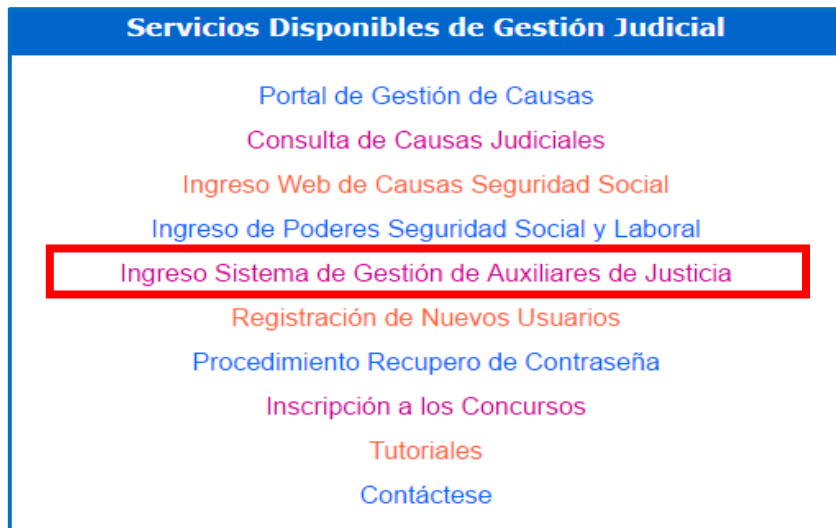 Servicios Disponibles de Gestión Judicial
Portal de Gestión de Causas
Consulta de Causas Judiciales
Ingreso Web de Causas Seguridad Social
Ingreso de Poderes Seguridad Social y Laboral
Ingreso Sistema de Gestión de Auxiliares de Justicia
Registración de Nuevos Usuarios
Procedimiento Recupero de Contraseña
Inscripción a los Concursos
Tutoriales
Contáctese